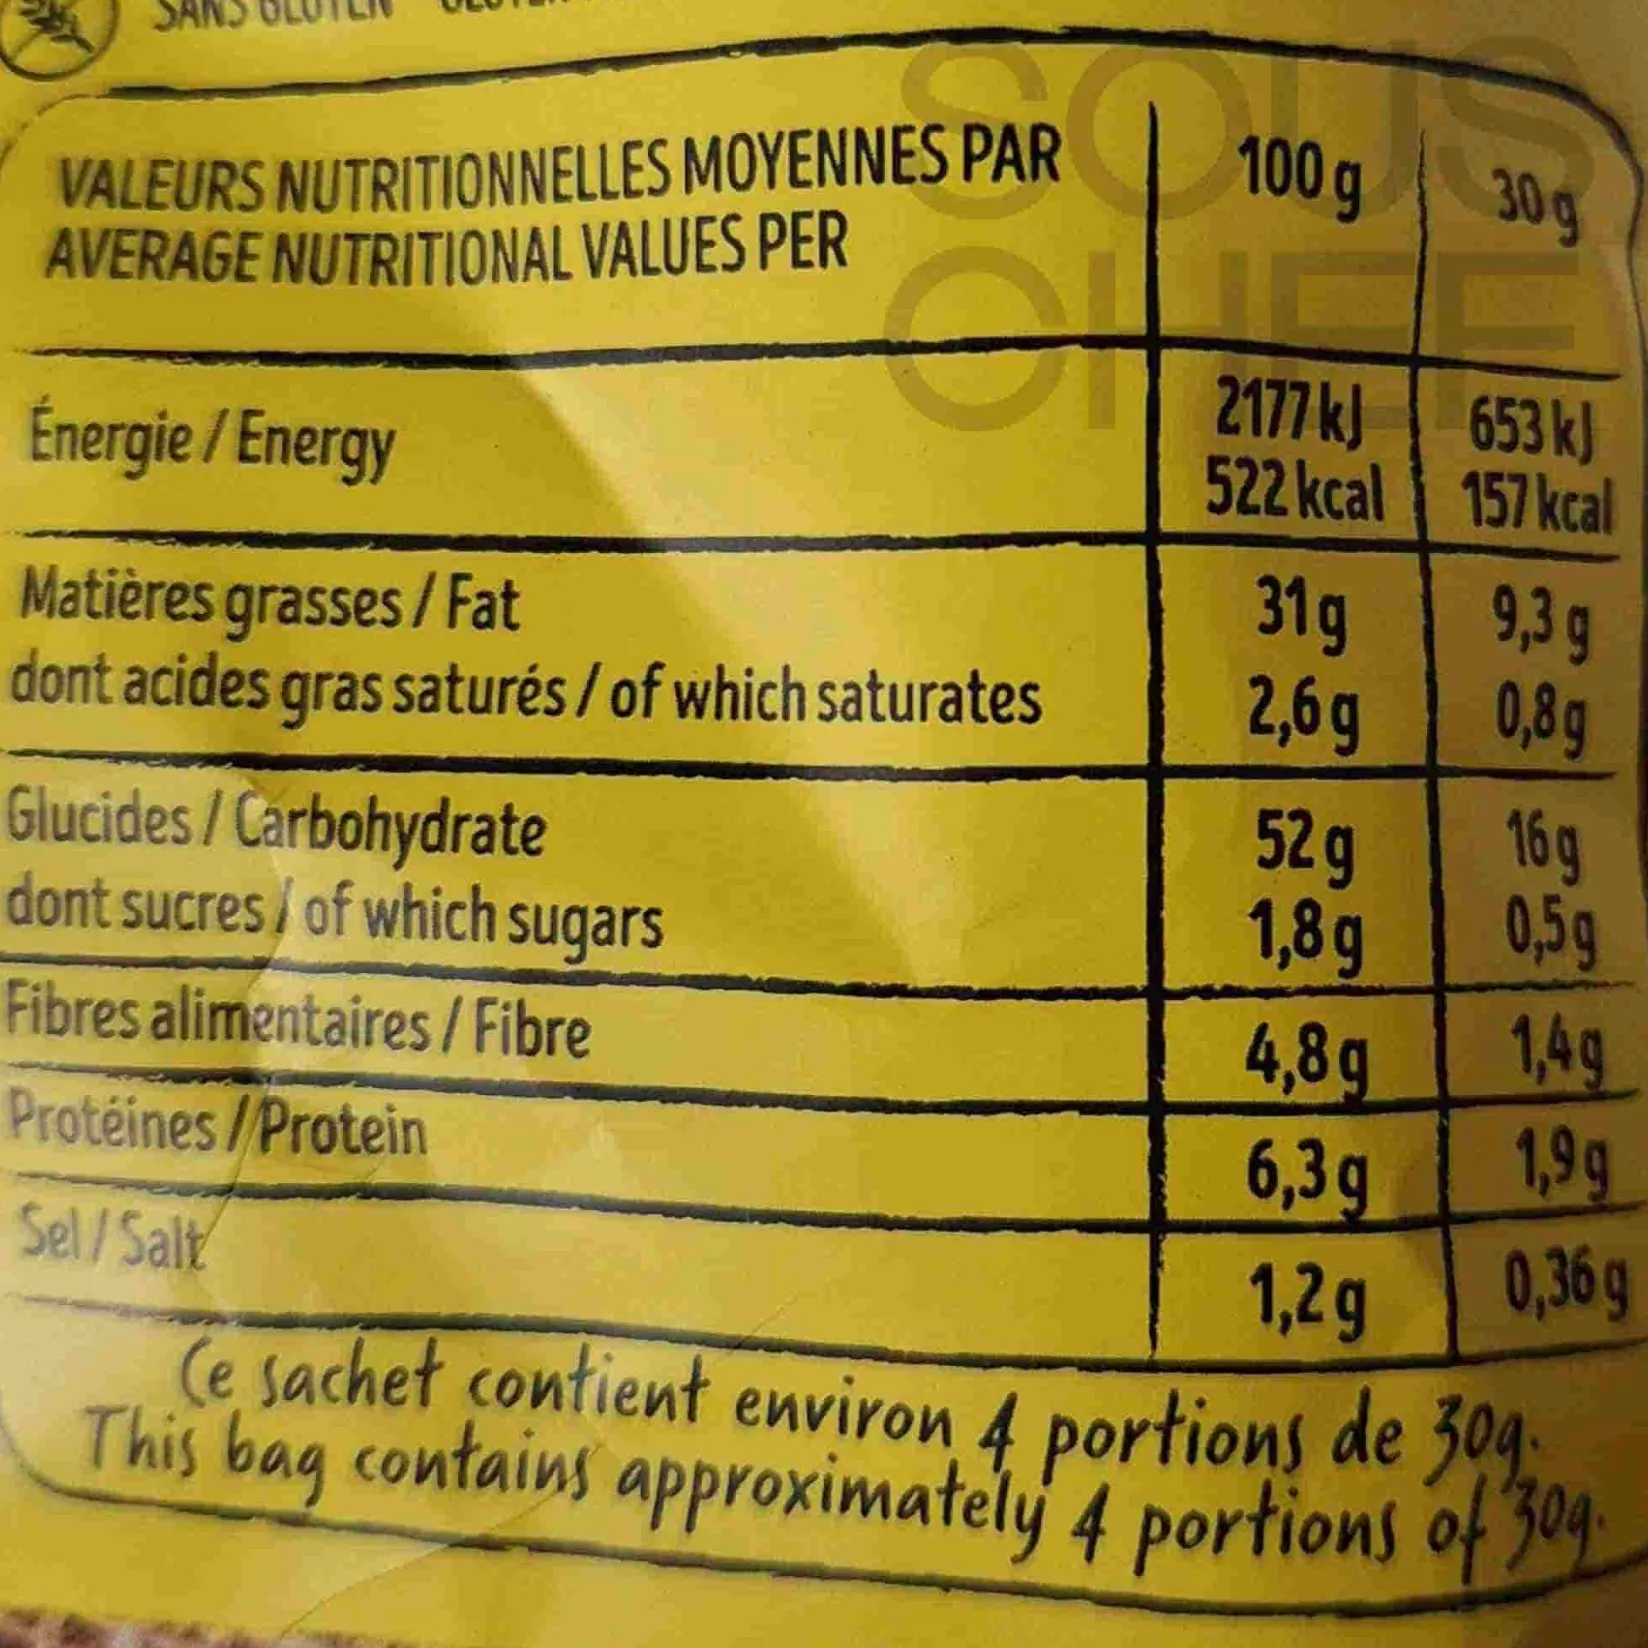 SANS GLUTEN
SOUS
CHEF
VALEURS NUTRITIONNELLES MOYENNES PAR 100 g 30 g
AVERAGE NUTRITIONAL VALUES PER
Énergie / Energy 2177 kJ 653 kJ
522 kcal 157 kcal
Matières grasses / Fat 31 g 9,3 g
dont acides gras saturés / of which saturates 2,6 g 0,8 g
Glucides / Carbohydrate 52 g 16 g
dont sucres / of which sugars 1,8 g 0,5 g
Fibres alimentaires / Fibre 4,8 g 1,4 g
Protéines / Protein 6,3 g 1,9 g
Sel / Salt 1,2 g 0,36 g
Ce sachet contient environ 4 portions de 30g.
This bag contains approximately 4 portions of 30g.